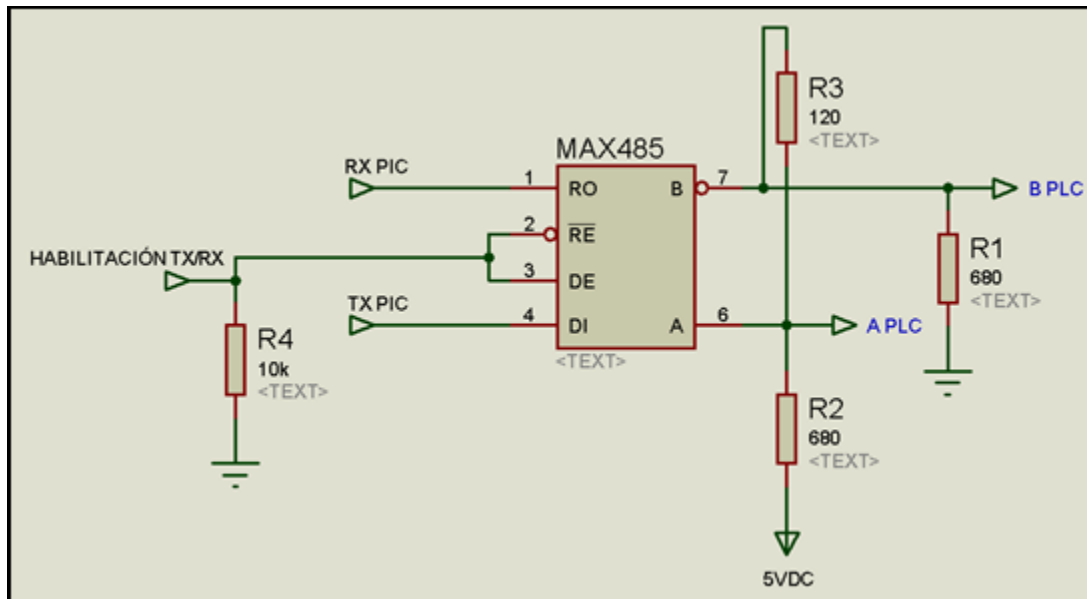 R3
120
<TEXT>
MAX485
RX PIC
1
RO
B
7
B PLC
2
RE
HABILITACIÓN TX/RX
3
DE
R1
680
<TEXT>
TX PIC
4
DI
A
6
A PLC
<TEXT>
R4
10k
<TEXT>
R2
680
<TEXT>
5VDC